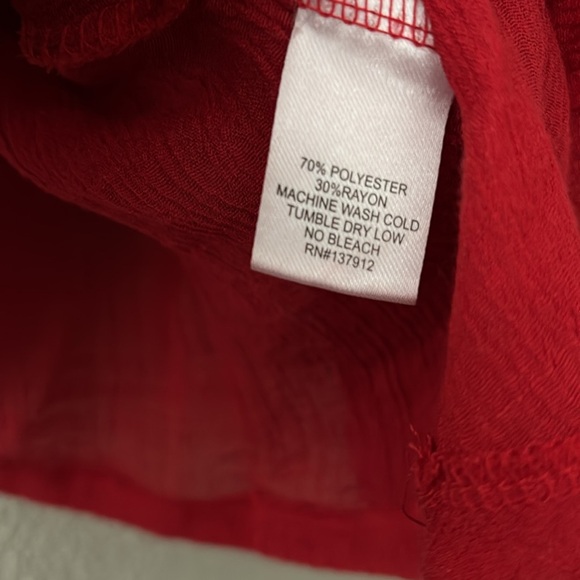 70% POLYESTER
30%RAYON
MACHINE WASH COLD
TUMBLE DRY LOW
NO BLEACH
RN#137912